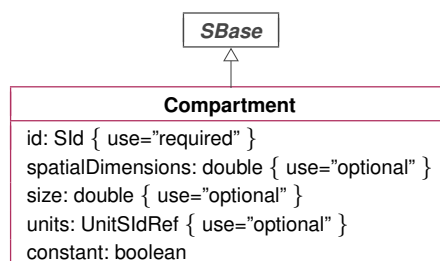 SBase
Compartment
id: SId { use="required" }
spatialDimensions: double { use="optional" }
size: double { use="optional" }
units: UnitSIdRef { use="optional" }
constant: boolean